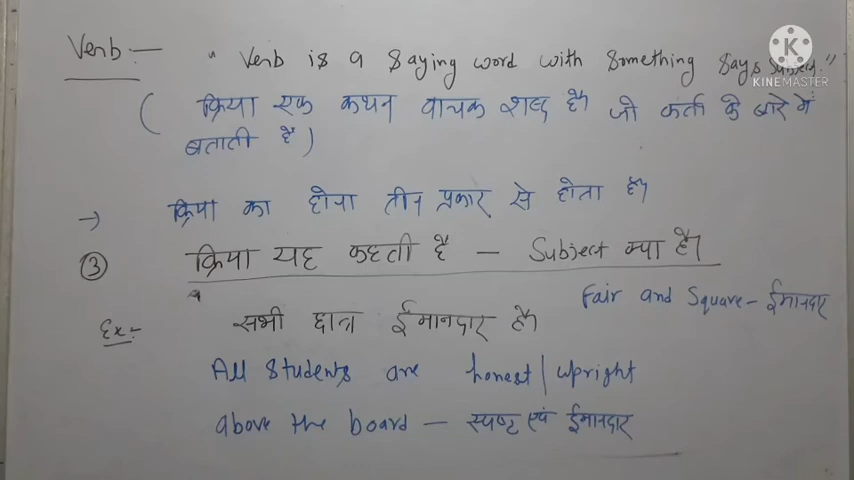 Verb:— " Verb is a Saying word with Something Says Subject."
( क्रिया एक कथन वाचक शब्द है जो कर्ता के बारे में
बताती है )
→ क्रिया का होना तीन प्रकार से होता है।
③ क्रिया यह कहती है — Subject क्या है।
Fair and Square – ईमानदार
Ex:- सभी छात्र ईमानदार है।
All Students are honest | upright
above the board — स्पष्ट एवं ईमानदार
K
KINEMASTER